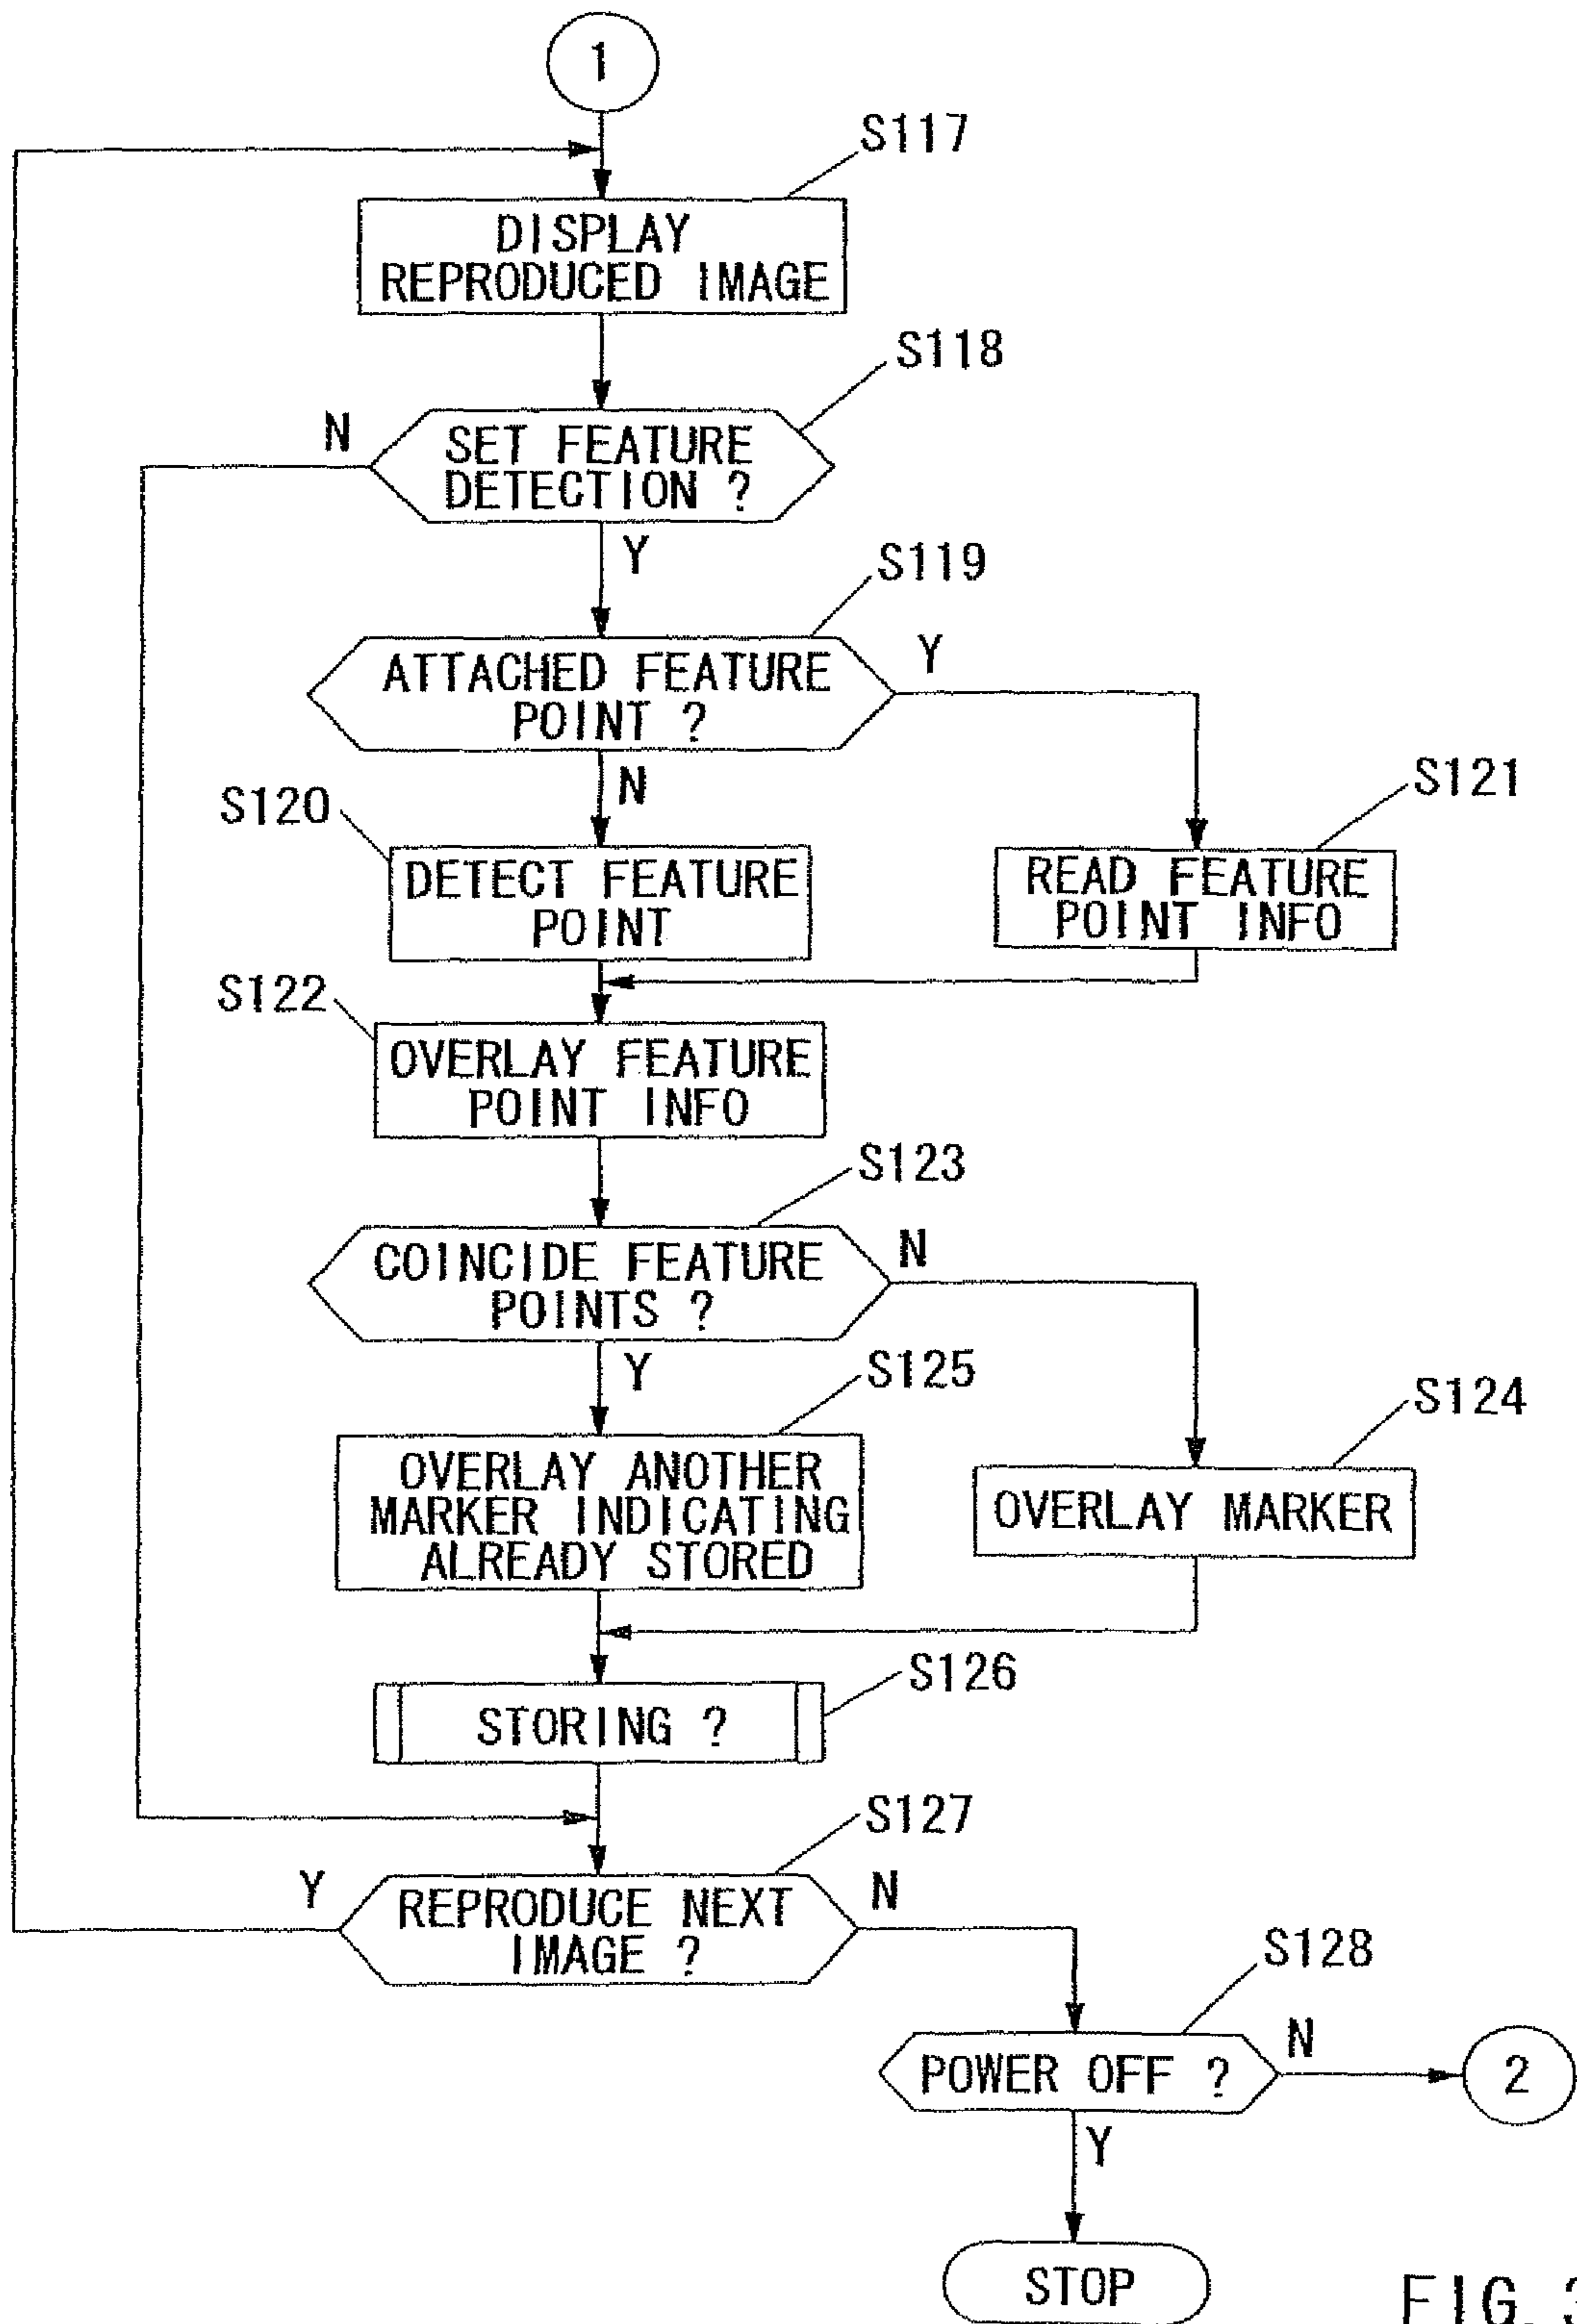 1
S117
DISPLAY
REPRODUCED IMAGE
S118
N
SET FEATURE
DETECTION ?
Y
S119
ATTACHED FEATURE
POINT ?
Y
N
S120
DETECT FEATURE
POINT
S121
READ FEATURE
POINT INFO
S122
OVERLAY FEATURE
POINT INFO
S123
COINCIDE FEATURE
POINTS ?
N
Y
S125
OVERLAY ANOTHER
MARKER INDICATING
ALREADY STORED
S124
OVERLAY MARKER
S126
STORING ?
S127
Y
REPRODUCE NEXT
IMAGE ?
N
S128
POWER OFF ?
N
2
Y
STOP
FIG. 3